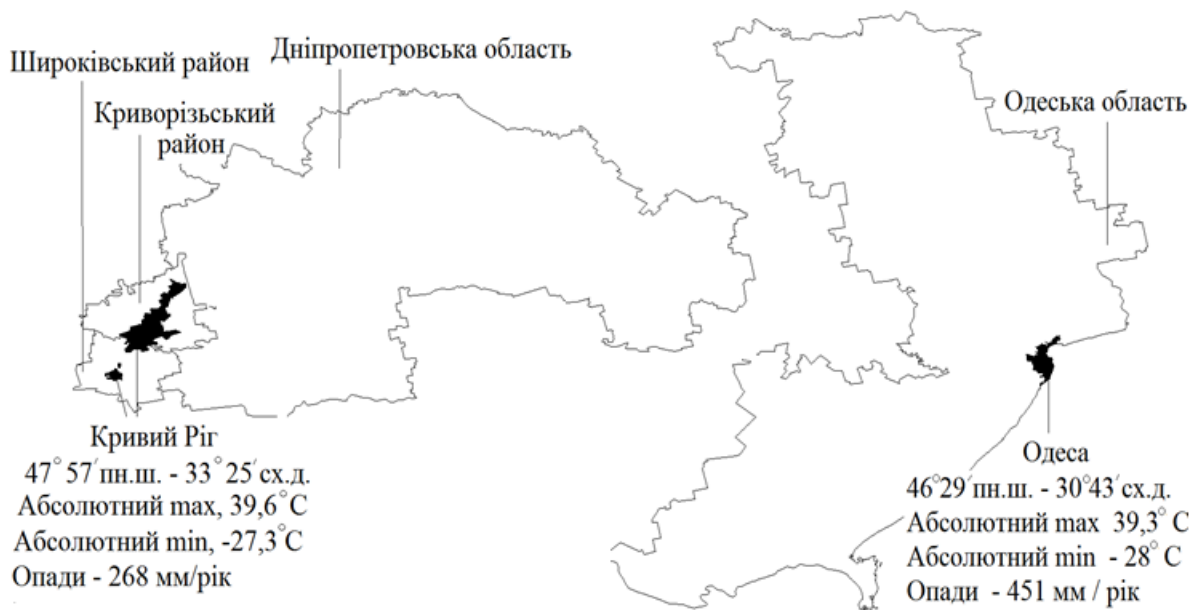 Широківський район
Дніпропетровська область
Криворізьський
район
Одеська область
Кривий Ріг
47° 57′ пн.ш. - 33° 25′ сх.д.
Абсолютний max, 39,6° С
Абсолютний min, -27,3° С
Опади - 268 мм/рік
Одеса
46°29′ пн.ш. - 30°43′ сх.д.
Абсолютний max 39,3° С
Абсолютний min - 28° С
Опади - 451 мм / рік